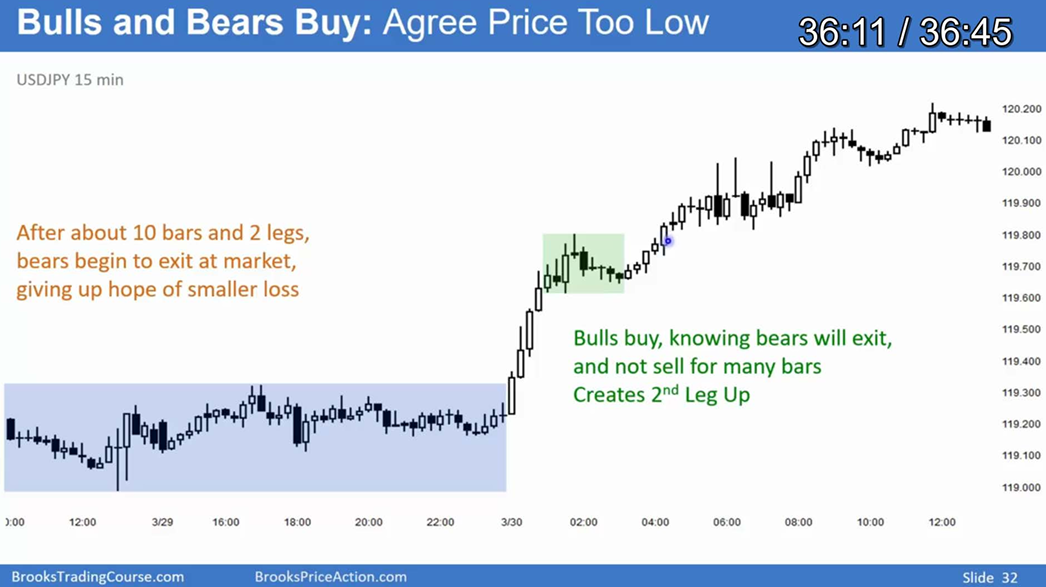 Bulls and Bears Buy: Agree Price Too Low
36:11 / 36:45
USDJPY 15 min
After about 10 bars and 2 legs,
bears begin to exit at market,
giving up hope of smaller loss
Bulls buy, knowing bears will exit,
and not sell for many bars
Creates 2nd Leg Up
120.200
120.100
120.000
119.900
119.800
119.700
119.600
119.500
119.400
119.300
119.200
119.100
119.000
0:00 12:00 3/29 16:00 18:00 20:00 22:00 3/30 02:00 04:00 06:00 08:00 10:00 12:00
BrooksTradingCourse.com BrooksPriceAction.com Slide 32